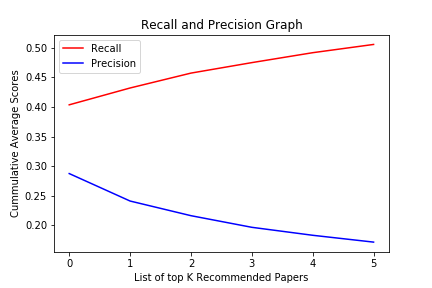 Recall and Precision Graph
Recall
Precision
Cummulative Average Scores
0.50
0.45
0.40
0.35
0.30
0.25
0.20
0 1 2 3 4 5
List of top K Recommended Papers